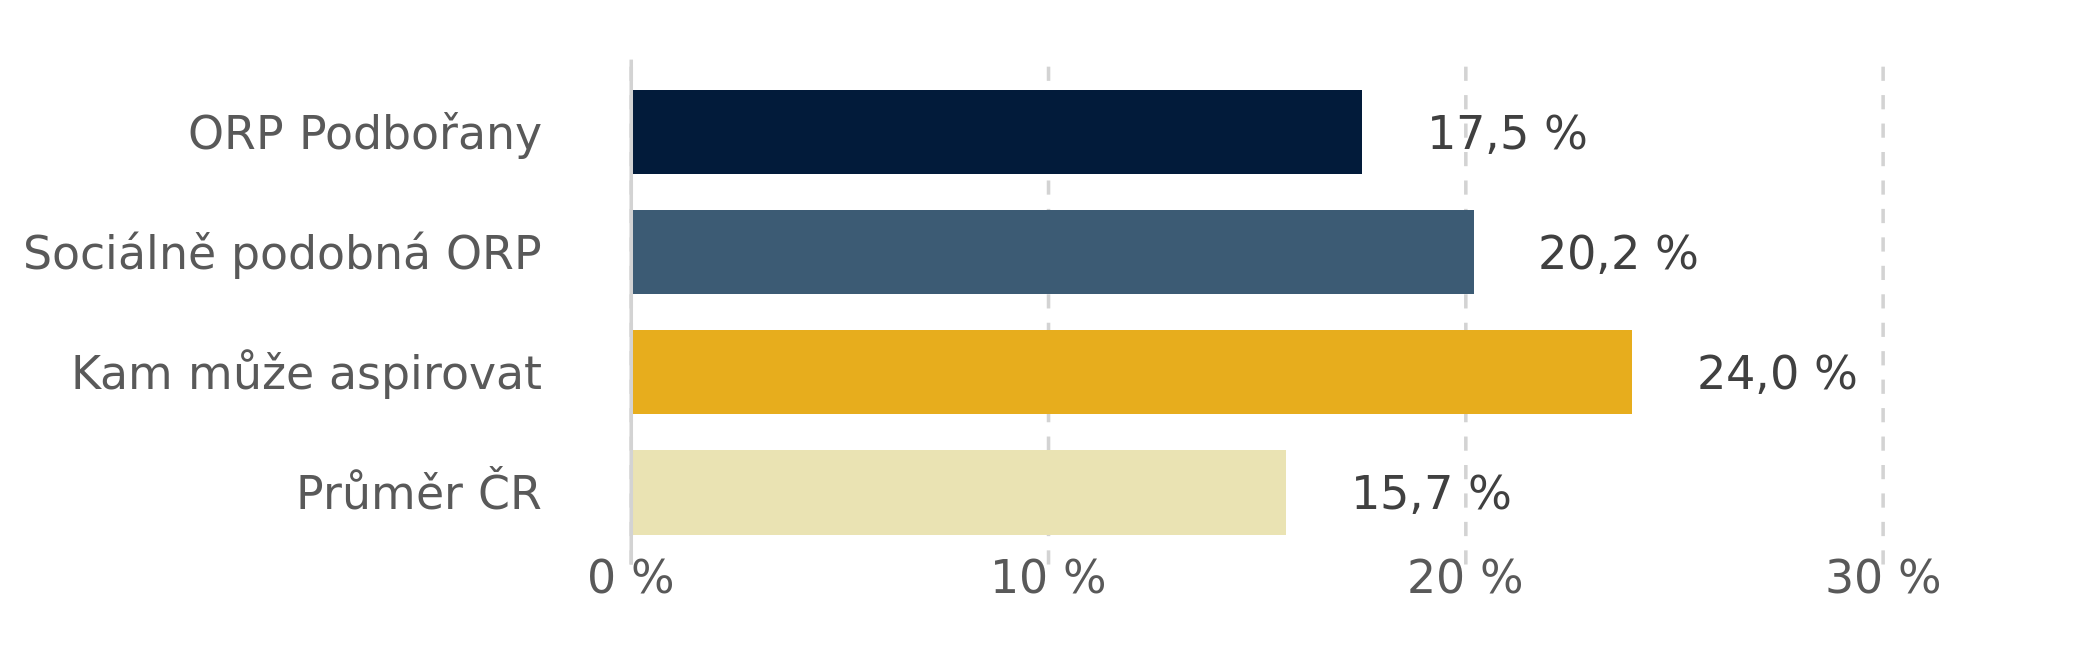 ORP Podbořany 17,5 %
Sociálně podobná ORP 20,2 %
Kam může aspirovat 24,0 %
Průměr ČR 15,7 %
0 % 10 % 20 % 30 %